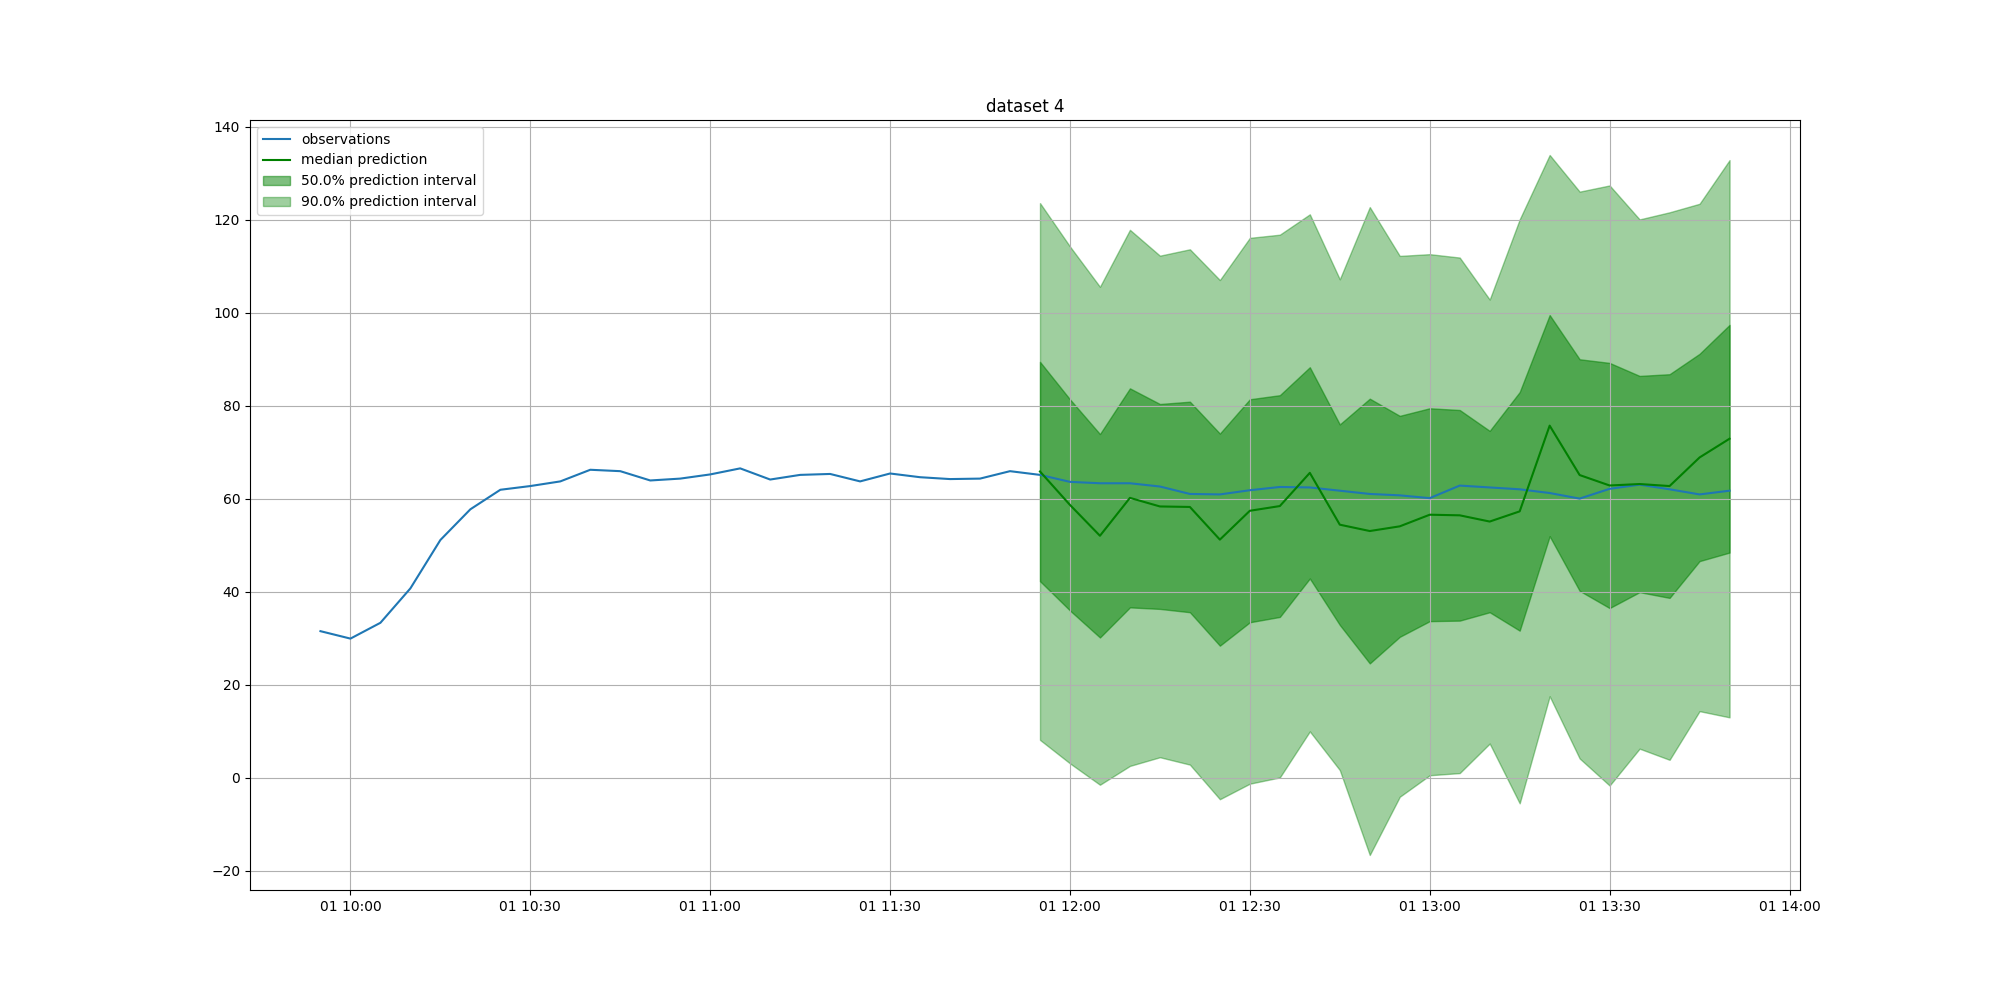 dataset 4
observations
median prediction
50.0% prediction interval
90.0% prediction interval
140
120
100
80
60
40
20
0
−20
01 10:00 01 10:30 01 11:00 01 11:30 01 12:00 01 12:30 01 13:00 01 13:30 01 14:00